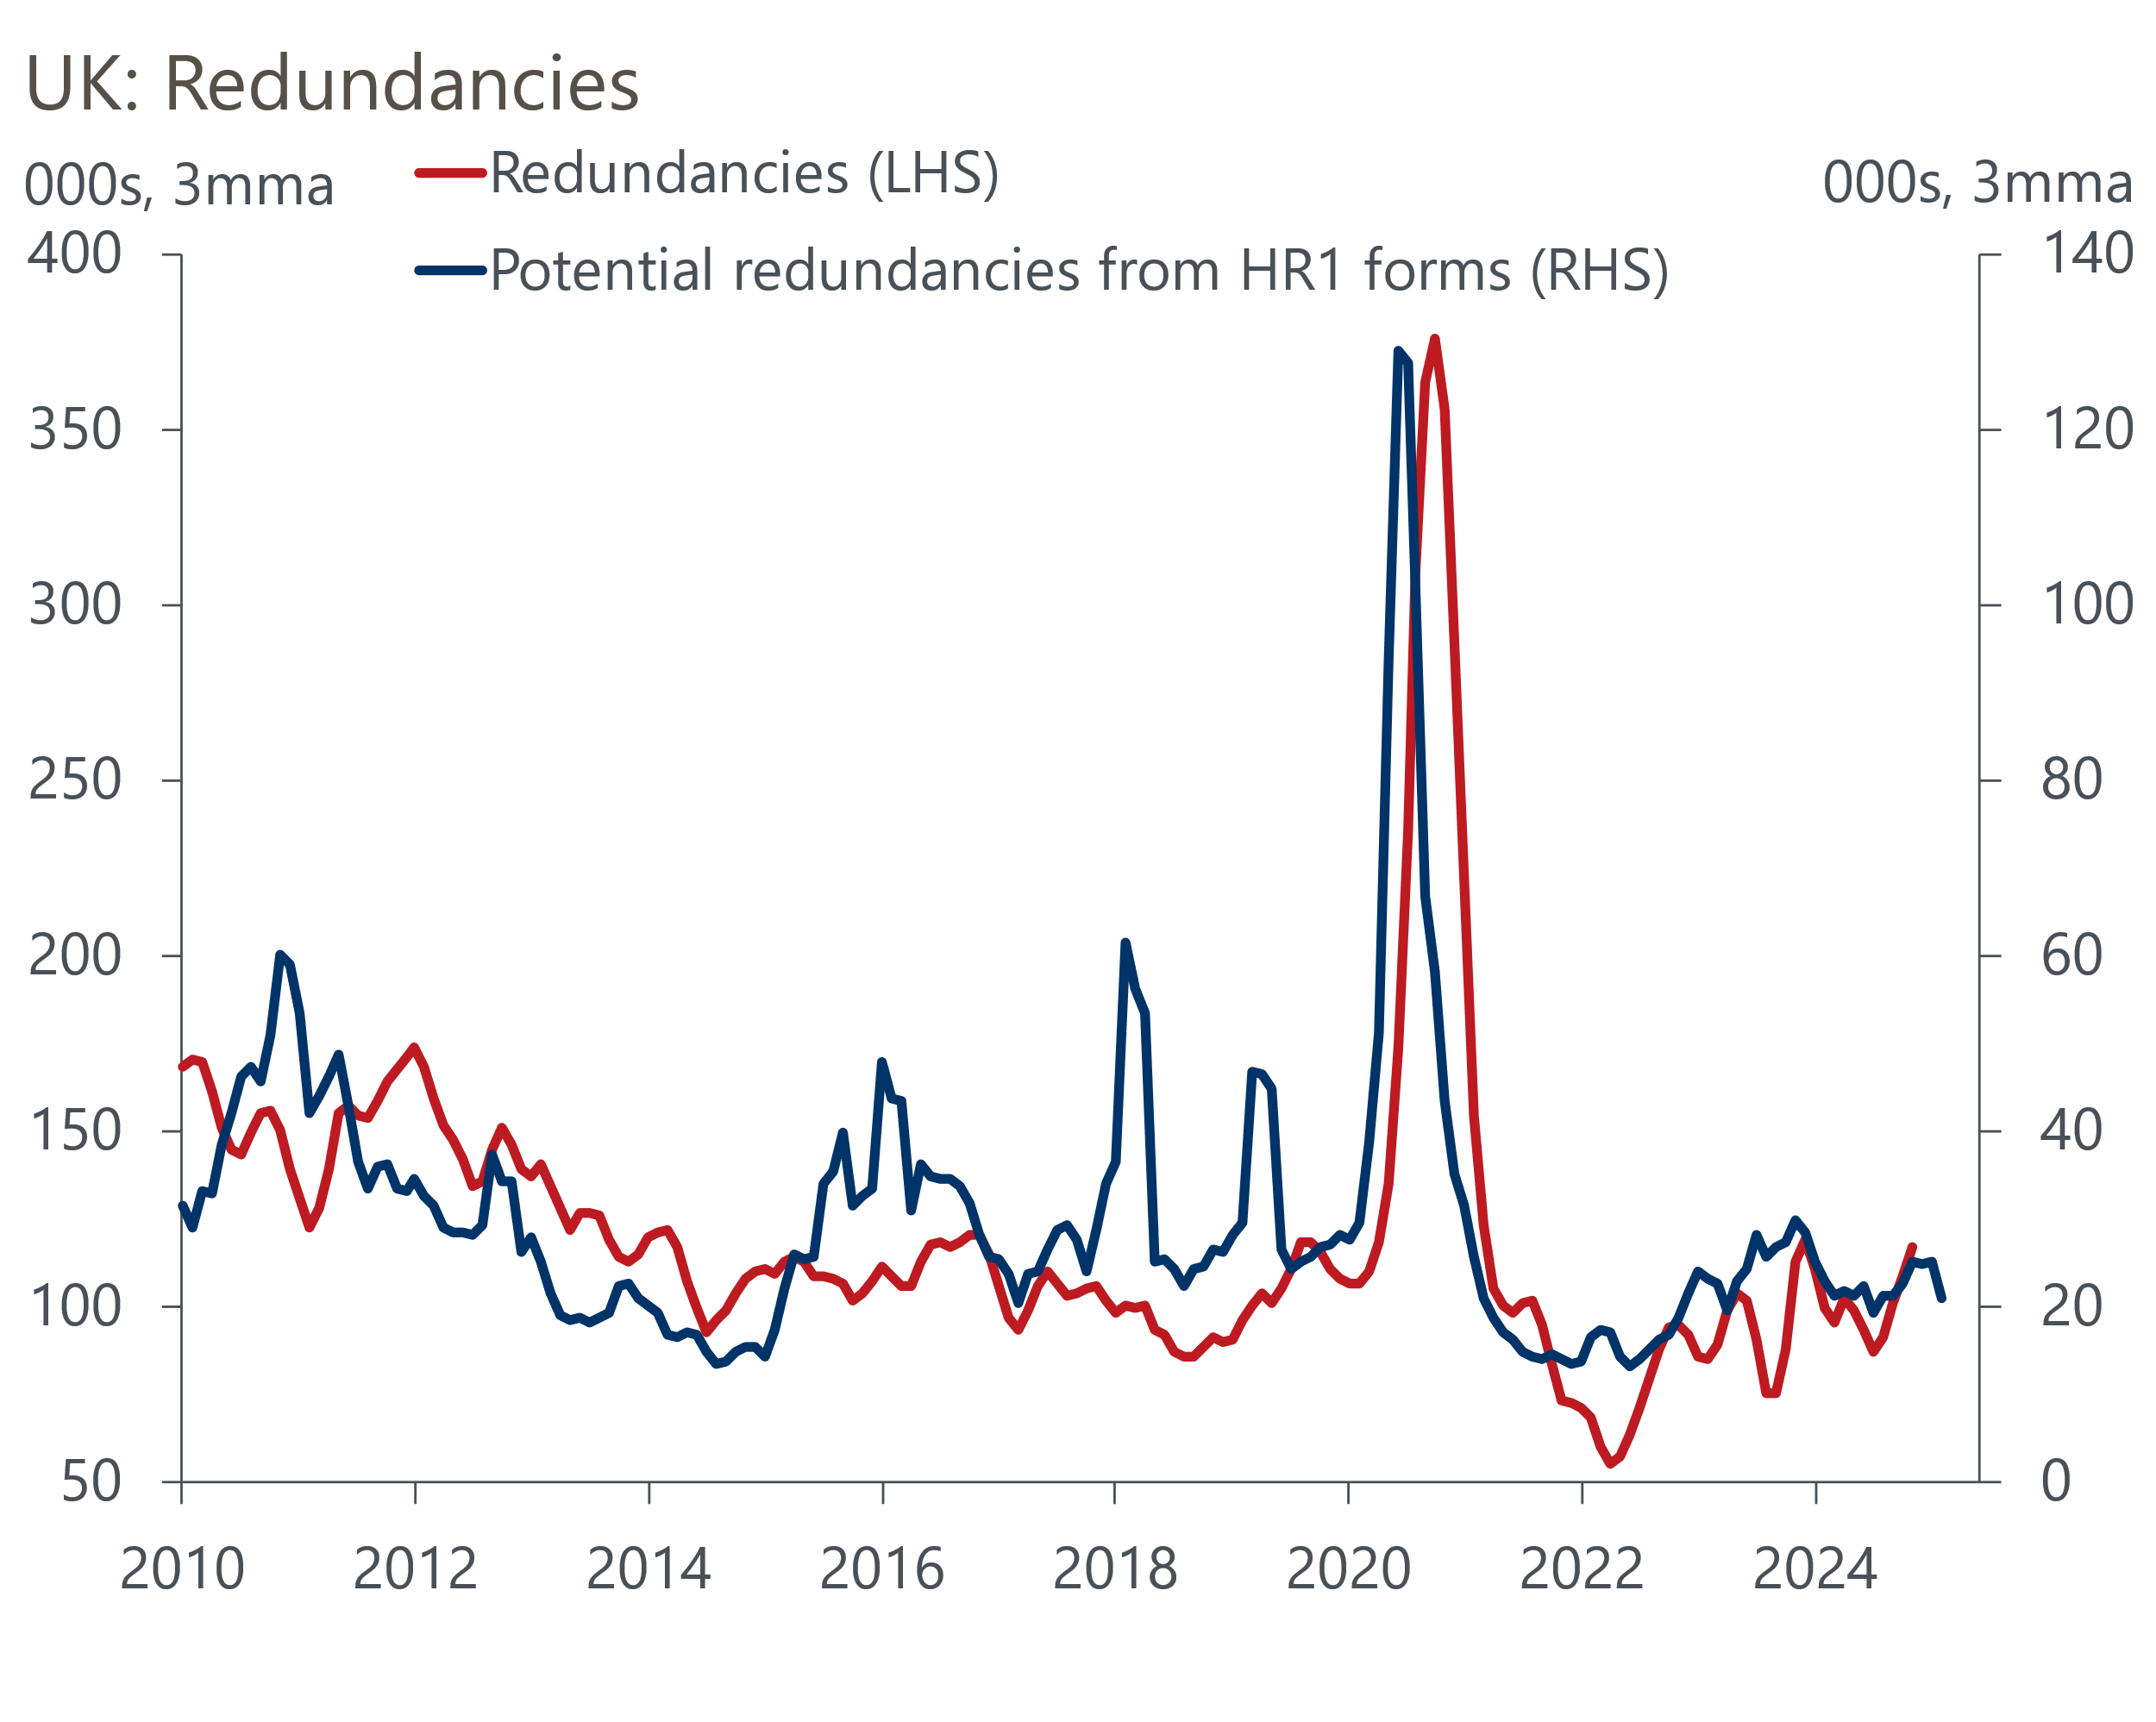 UK: Redundancies
000s, 3mma
Redundancies (LHS)
000s, 3mma
Potential redundancies from HR1 forms (RHS)
400
140
350
120
300
100
250
80
200
60
150
40
100
20
50
0
2010 2012 2014 2016 2018 2020 2022 2024